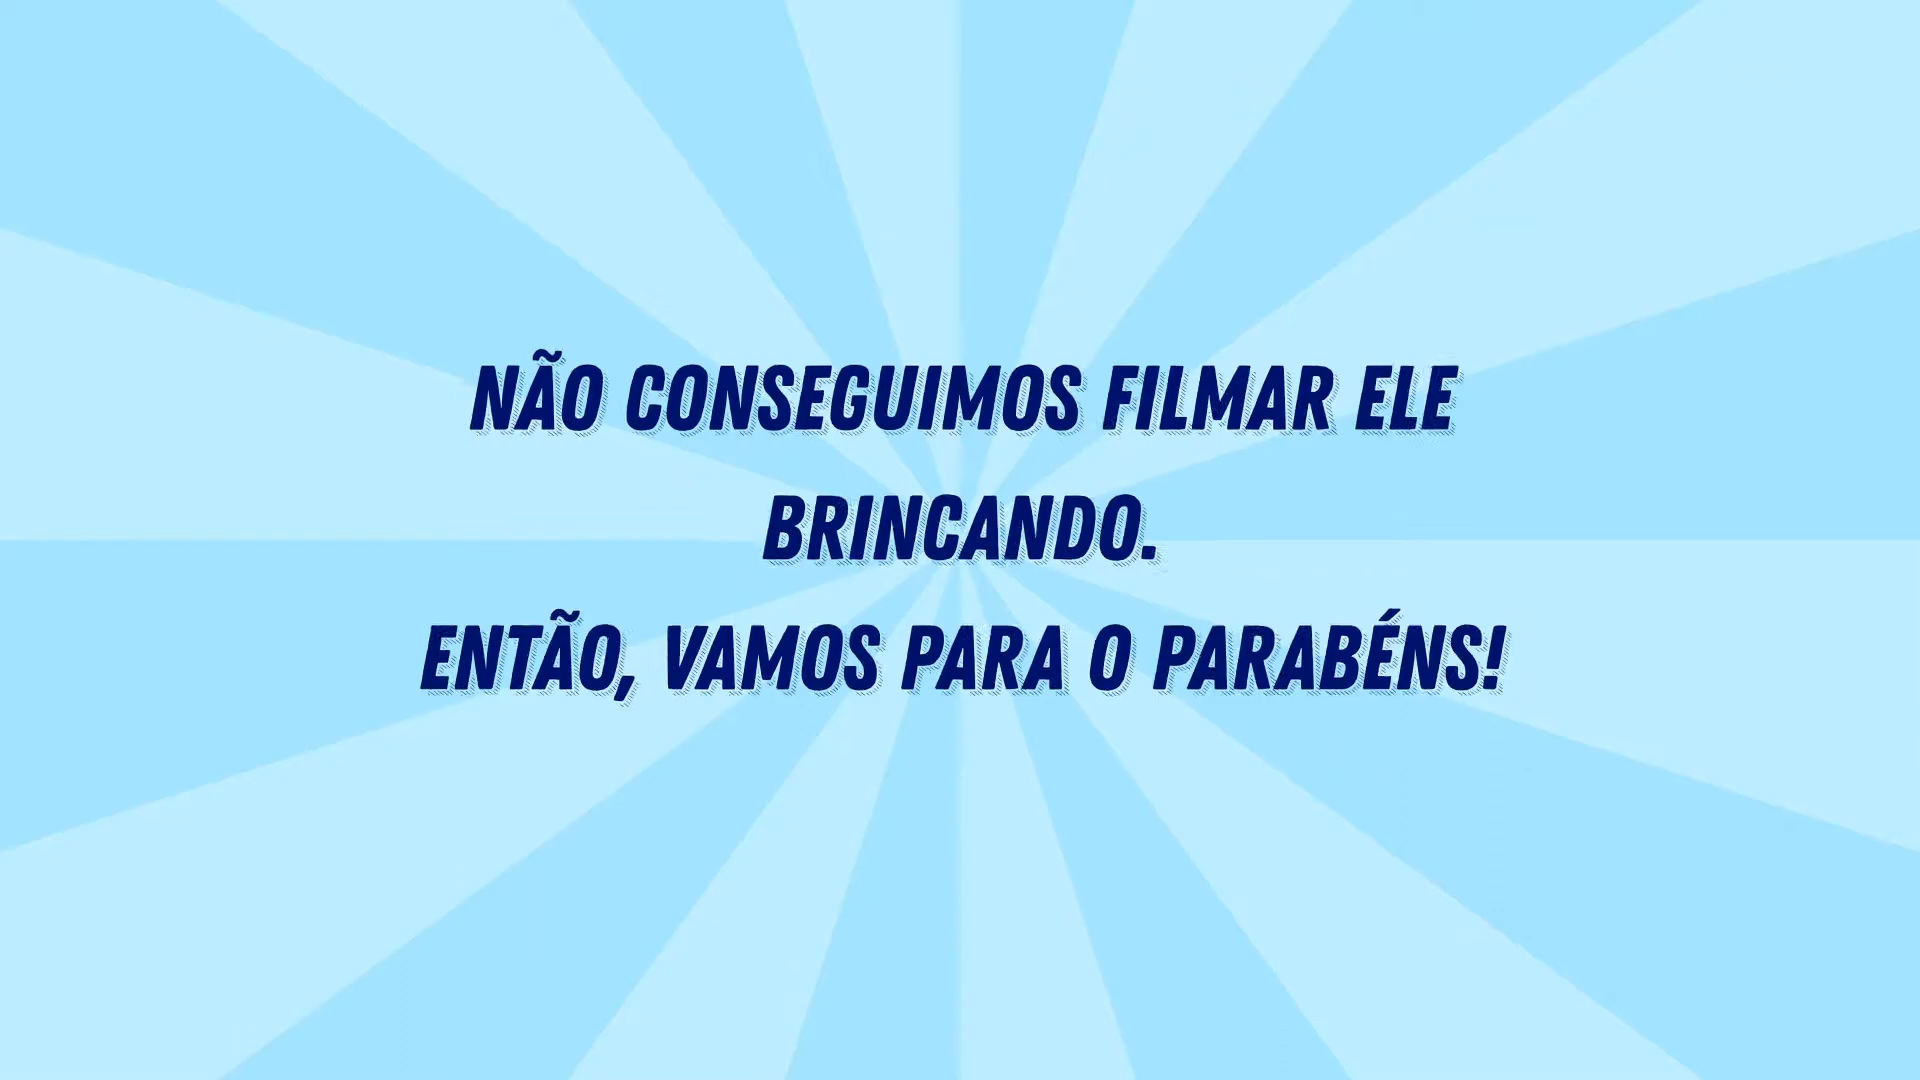 NÃO CONSEGUIMOS FILMAR ELE
BRINCANDO.
ENTÃO, VAMOS PARA O PARABÉNS!